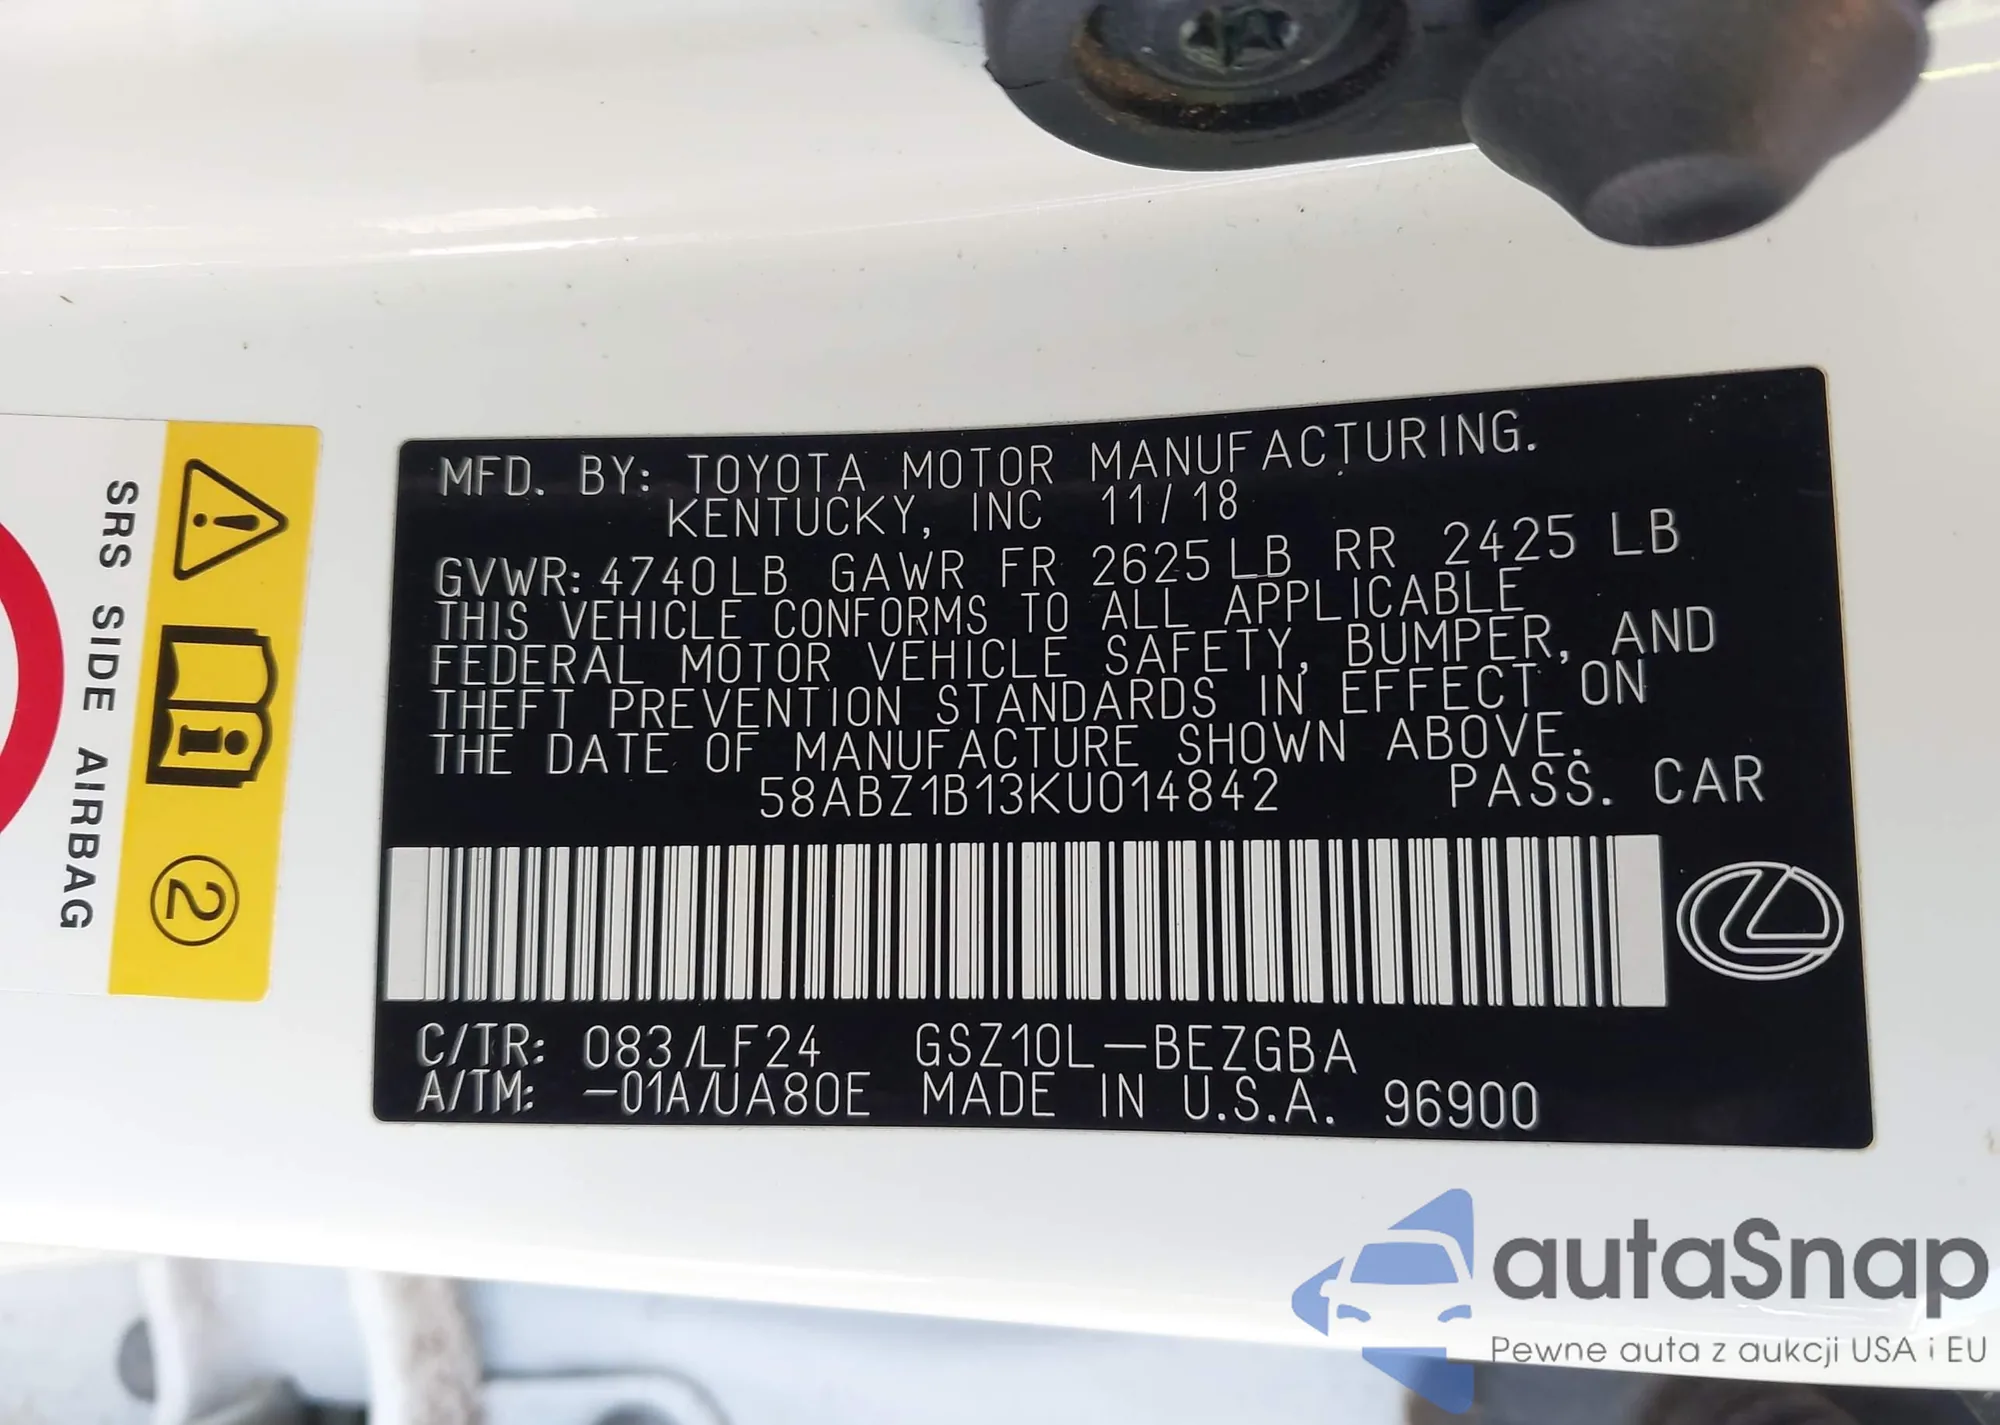 MFD. BY: TOYOTA MOTOR MANUFACTURING.
KENTUCKY, INC 11/18
GVWR: 4740LB GAWR FR 2625 LB RR 2425 LB
THIS VEHICLE CONFORMS TO ALL APPLICABLE
FEDERAL MOTOR VEHICLE SAFETY, BUMPER, AND
THEFT PREVENTION STANDARDS IN EFFECT ON
THE DATE OF MANUFACTURE SHOWN ABOVE.
58ABZ1B13KU014842 PASS. CAR
C/TR: 083/LF24 GSZ10L-BEZGBA
A/TM: -01A/UA80E MADE IN U.S.A. 96900
SRS SIDE AIRBAG
2
autaSnap
Pewne auta z aukcji USA i EU